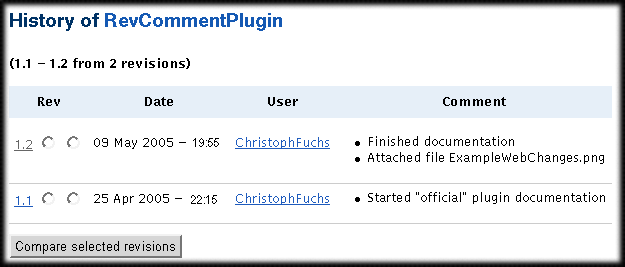 History of RevCommentPlugin
(1.1 – 1.2 from 2 revisions)
Rev Date User Comment
1.2 09 May 2005 – 19:55 ChristophFuchs • Finished documentation
• Attached file ExampleWebChanges.png
1.1 25 Apr 2005 – 22:15 ChristophFuchs • Started "official" plugin documentation
Compare selected revisions